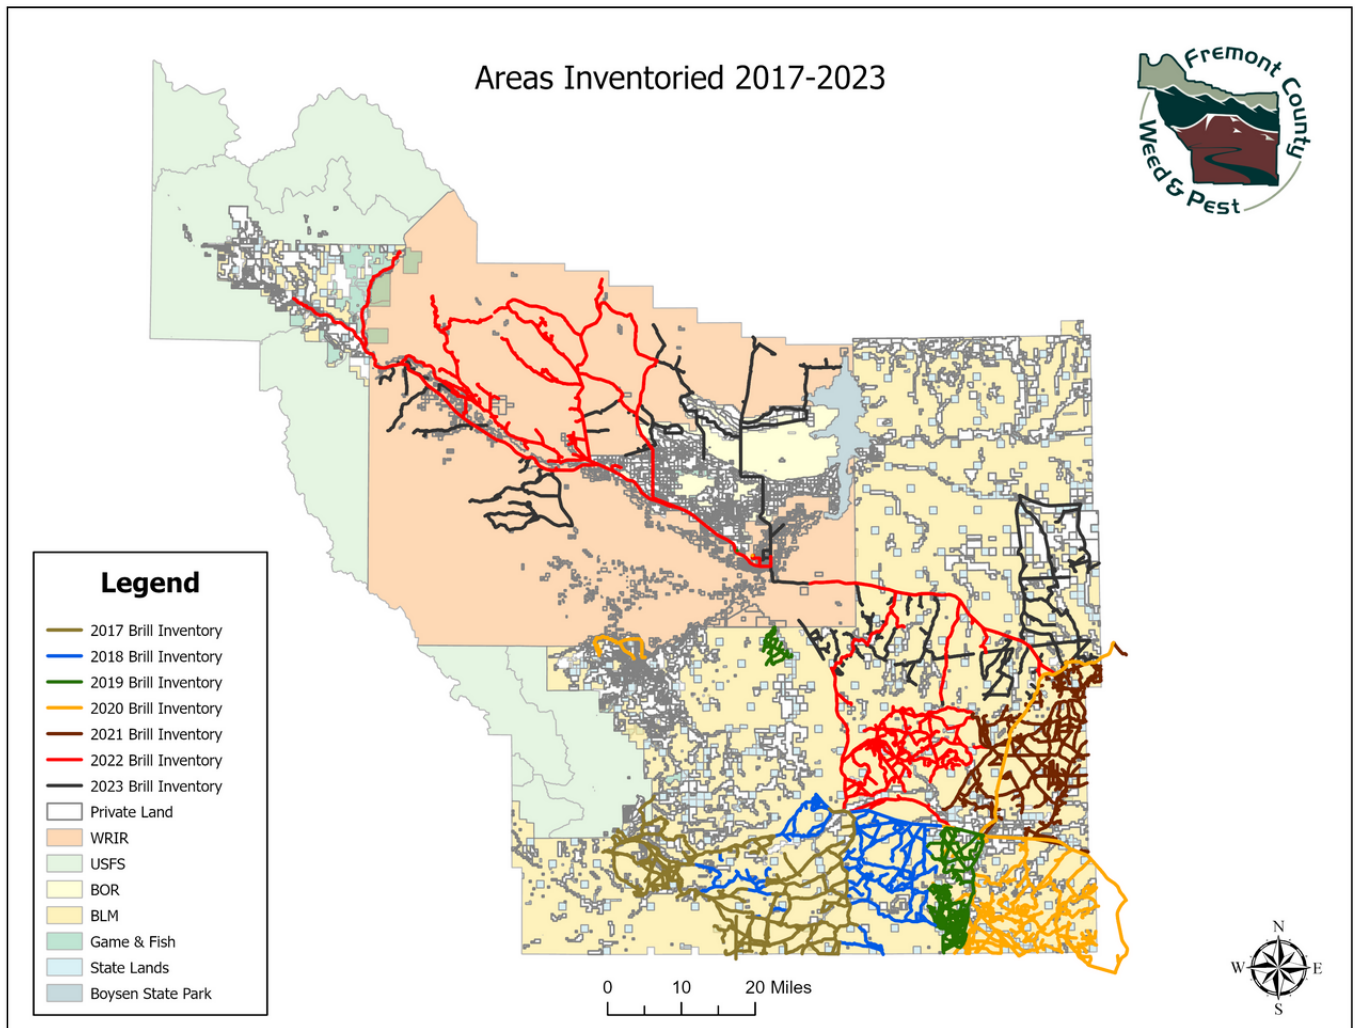 Areas Inventoried 2017-2023
Fremont County
Weed & Pest
Legend
2017 Brill Inventory
2018 Brill Inventory
2019 Brill Inventory
2020 Brill Inventory
2021 Brill Inventory
2022 Brill Inventory
2023 Brill Inventory
Private Land
WRIR
USFS
BOR
BLM
Game & Fish
State Lands
Boysen State Park
0 10 20 Miles
N
W E
S